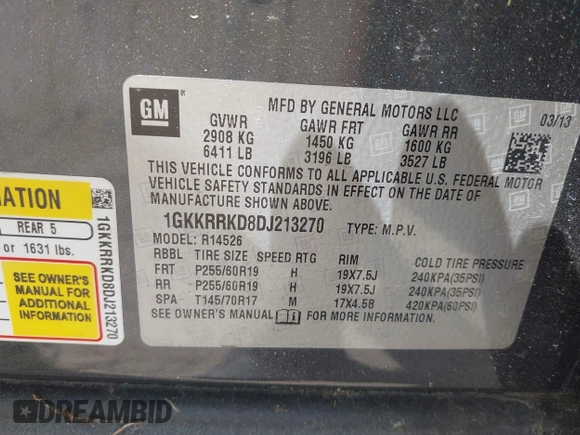 GM
MFD BY GENERAL MOTORS LLC
03/13
GVWR GAWR FRT GAWR RR
2908 KG 1450 KG 1600 KG
6411 LB 3196 LB 3527 LB
THIS VEHICLE CONFORMS TO ALL APPLICABLE U.S. FEDERAL MOTOR
VEHICLE SAFETY STANDARDS IN EFFECT ON THE DATE OF
MANUFACTURE SHOWN ABOVE.
1GKKRRKD8DJ213270 TYPE: M.P.V.
MODEL: R14526
RBBL TIRE SIZE SPEED RTG RIM COLD TIRE PRESSURE
FRT P255/60R19 H 19X7.5J 240KPA(35PSI)
RR P255/60R19 H 19X7.5J 240KPA(35PSI)
SPA T145/70R17 M 17X4.5B 420KPA(60PSI)
SEE OWNER'S MANUAL FOR MORE INFORMATION.
MATION
REAR 5
or 1631 lbs.
SEE OWNER'S
MANUAL FOR
ADDITIONAL
INFORMATION
1GKKRRKD8DJ213270
DREAMBID